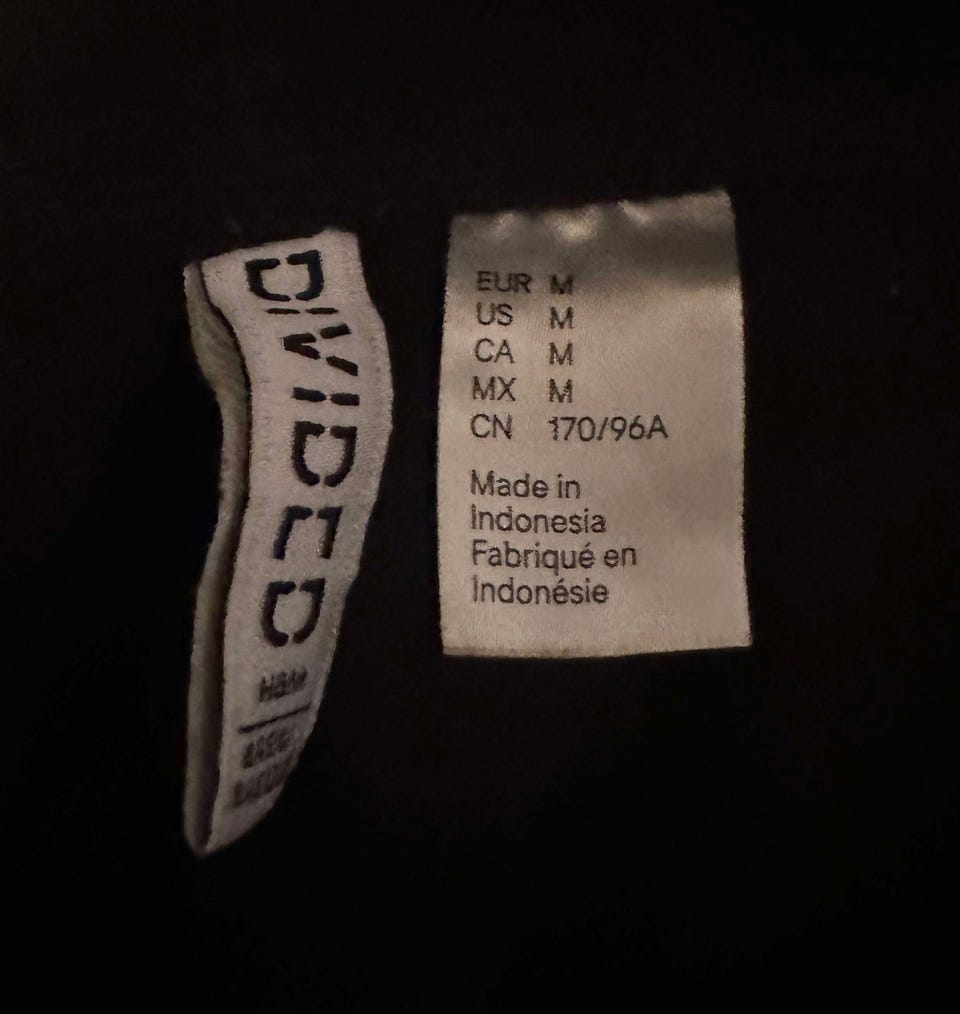 DIVIDED
H&M
EUR M
US M
CA M
MX M
CN 170/96A
Made in
Indonesia
Fabriqué en
Indonésie